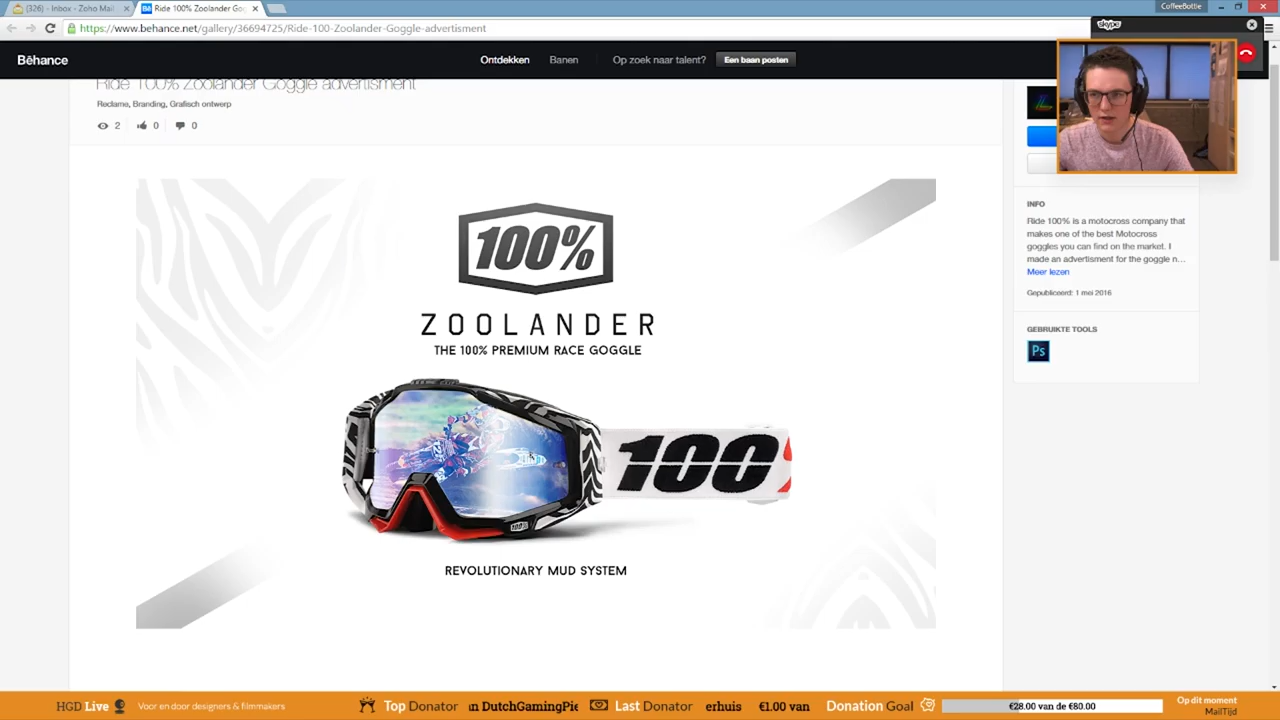 (326) - Inbox - Zoho Mail
Ride 100% Zoolander Gog
CoffeeBottle
https://www.behance.net/gallery/36694725/Ride-100-Zoolander-Goggle-advertisment
skype
Bēhance
Ontdekken
Banen
Op zoek naar talent?
Een baan posten
Ride 100% Zoolander Goggle advertisment
Reclame, Branding, Grafisch ontwerp
2
0
0
100%
ZOOLANDER
THE 100% PREMIUM RACE GOGGLE
100
100%
REVOLUTIONARY MUD SYSTEM
INFO
Ride 100% is a motocross company that
makes one of the best Motocross
goggles you can find on the market. I
made an advertisment for the goggle n...
Meer lezen
Gepubliceerd: 1 mei 2016
GEBRUIKTE TOOLS
Ps
HGD Live
Voor en door designers & filmmakers
Top Donator
an DutchGamingPie
Last Donator
erhuis
€1.00 van
Donation Goal
€28.00 van de €80.00
Op dit moment
MailTijd